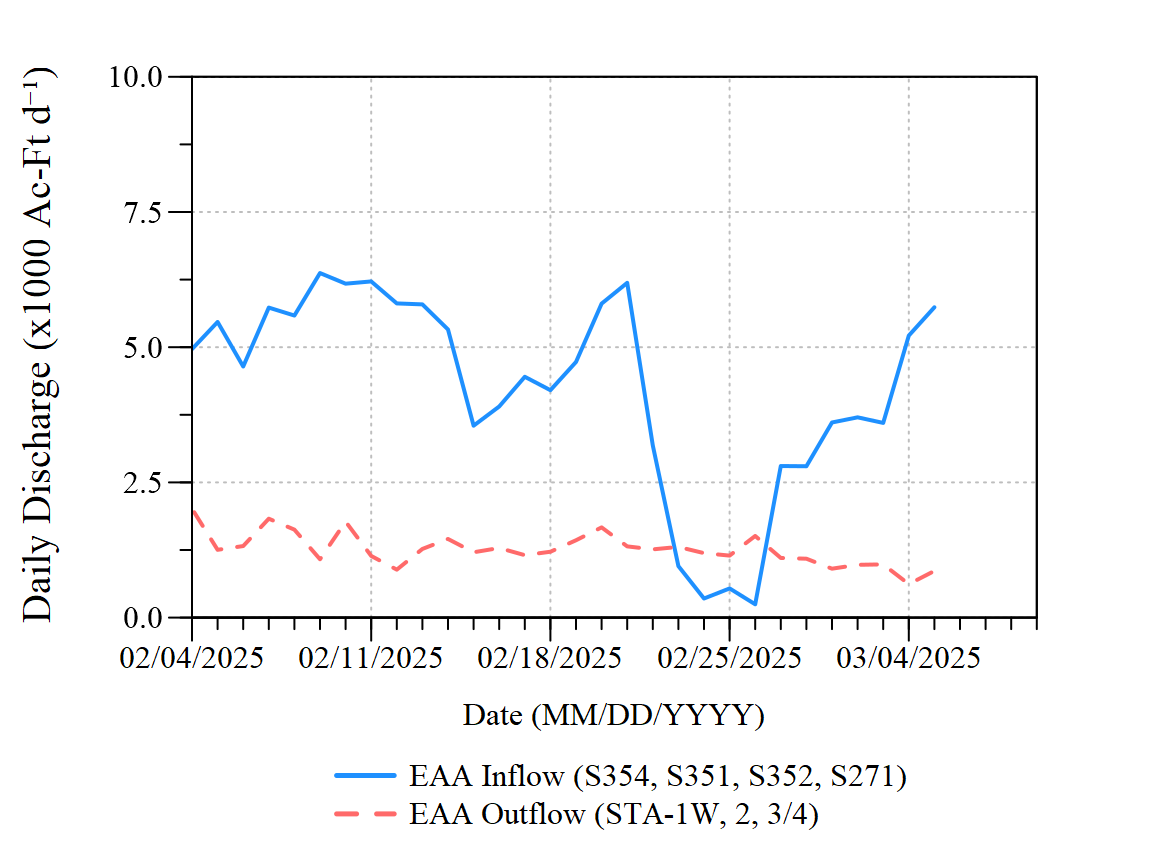 Daily Discharge (x1000 Ac-Ft d⁻¹)
10.0
7.5
5.0
2.5
0.0
02/04/2025 02/11/2025 02/18/2025 02/25/2025 03/04/2025
Date (MM/DD/YYYY)
EAA Inflow (S354, S351, S352, S271)
EAA Outflow (STA-1W, 2, 3/4)